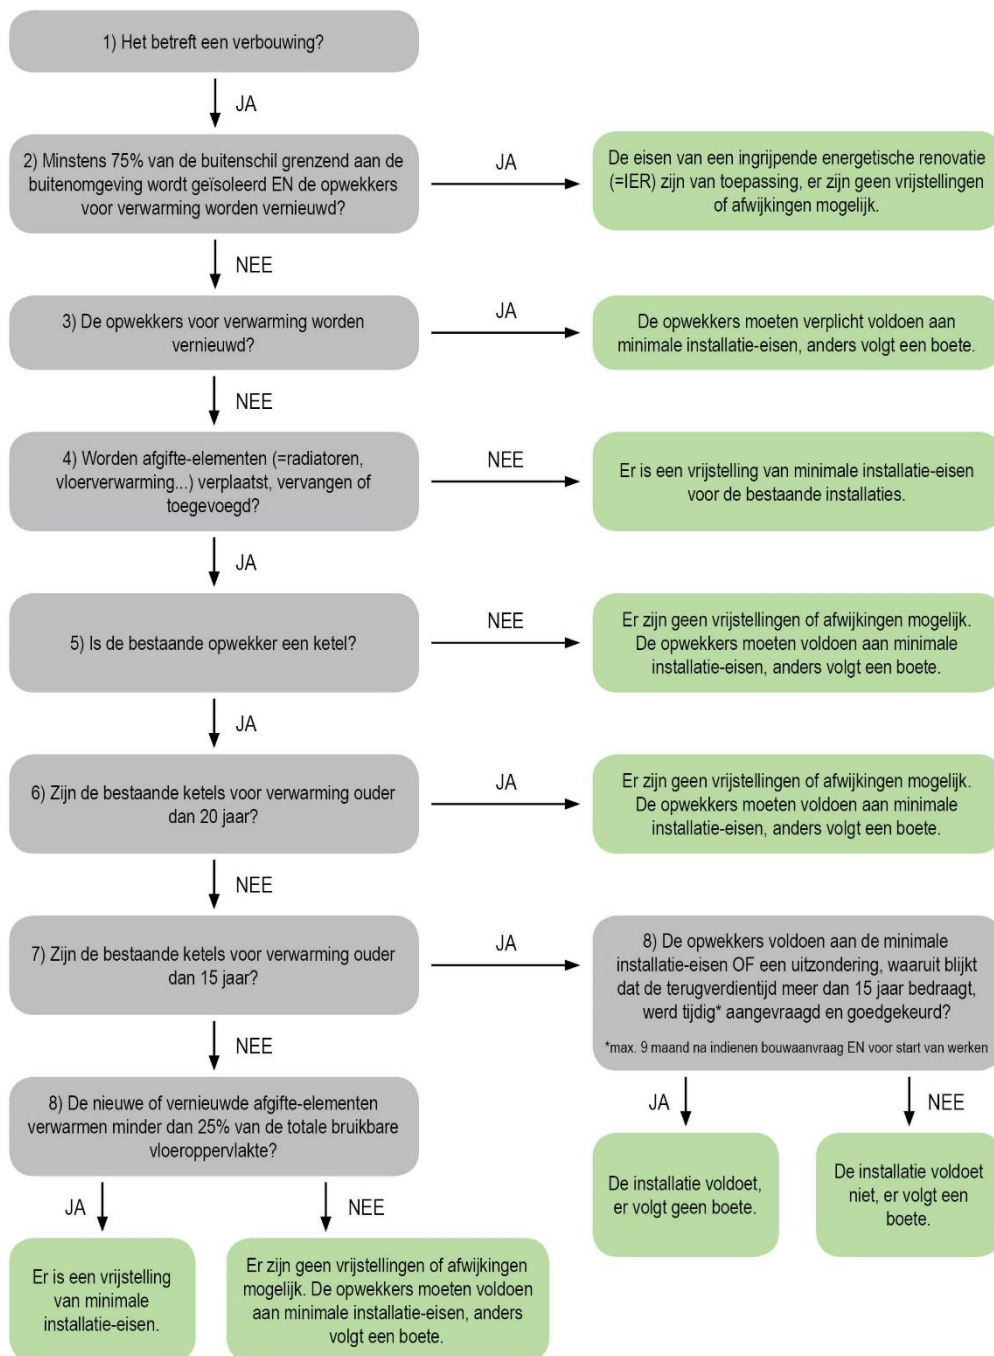 1) Het betreft een verbouwing?
JA
2) Minstens 75% van de buitenschil grenzend aan de
buitenomgeving wordt geïsoleerd EN de opwekkers
voor verwarming worden vernieuwd?
JA
De eisen van een ingrijpende energetische renovatie
(=IER) zijn van toepassing, er zijn geen vrijstellingen
of afwijkingen mogelijk.
NEE
3) De opwekkers voor verwarming worden
vernieuwd?
JA
De opwekkers moeten verplicht voldoen aan
minimale installatie-eisen, anders volgt een boete.
NEE
4) Worden afgifte-elementen (=radiatoren,
vloerverwarming...) verplaatst, vervangen of
toegevoegd?
NEE
Er is een vrijstelling van minimale installatie-eisen
voor de bestaande installaties.
JA
5) Is de bestaande opwekker een ketel?
NEE
Er zijn geen vrijstellingen of afwijkingen mogelijk.
De opwekkers moeten voldoen aan minimale
installatie-eisen, anders volgt een boete.
JA
6) Zijn de bestaande ketels voor verwarming ouder
dan 20 jaar?
JA
Er zijn geen vrijstellingen of afwijkingen mogelijk.
De opwekkers moeten voldoen aan minimale
installatie-eisen, anders volgt een boete.
NEE
7) Zijn de bestaande ketels voor verwarming ouder
dan 15 jaar?
JA
8) De opwekkers voldoen aan de minimale
installatie-eisen OF een uitzondering, waaruit blijkt
dat de terugverdientijd meer dan 15 jaar bedraagt,
werd tijdig* aangevraagd en goedgekeurd?
*max. 9 maand na indienen bouwaanvraag EN voor start van werken
NEE
8) De nieuwe of vernieuwde afgifte-elementen
verwarmen minder dan 25% van de totale bruikbare
vloeroppervlakte?
JA
NEE
De installatie voldoet,
er volgt geen boete.
De installatie voldoet
niet, er volgt een
boete.
JA
NEE
Er is een vrijstelling
van minimale
installatie-eisen.
Er zijn geen vrijstellingen of afwijkingen
mogelijk. De opwekkers moeten voldoen
aan minimale installatie-eisen, anders
volgt een boete.